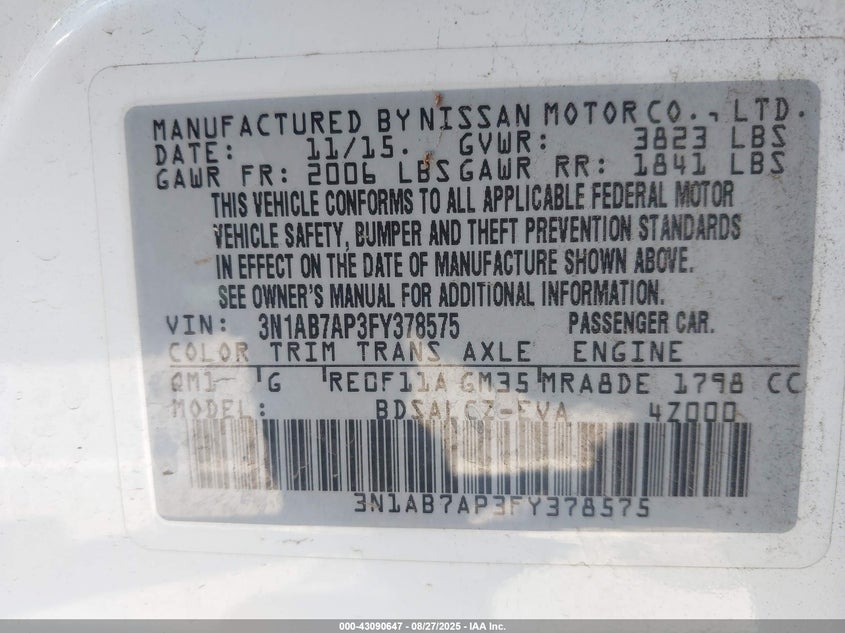 MANUFACTURED BY NISSAN MOTOR CO., LTD.
DATE: 11/15. GVWR: 3823 LBS
GAWR FR: 2006 LBS GAWR RR: 1841 LBS
THIS VEHICLE CONFORMS TO ALL APPLICABLE FEDERAL MOTOR
VEHICLE SAFETY, BUMPER AND THEFT PREVENTION STANDARDS
IN EFFECT ON THE DATE OF MANUFACTURE SHOWN ABOVE.
SEE OWNER'S MANUAL FOR ADDITIONAL INFORMATION.
VIN: 3N1AB7AP3FY378575 PASSENGER CAR.
COLOR TRIM TRANS AXLE ENGINE
QM1 G RE0F11A GM35 MRA8DE 1798 CC
MODEL: BDSALCZ-EVA 4Z000
3N1AB7AP3FY378575
000-43090647 - 08/27/2025 - IAA Inc.